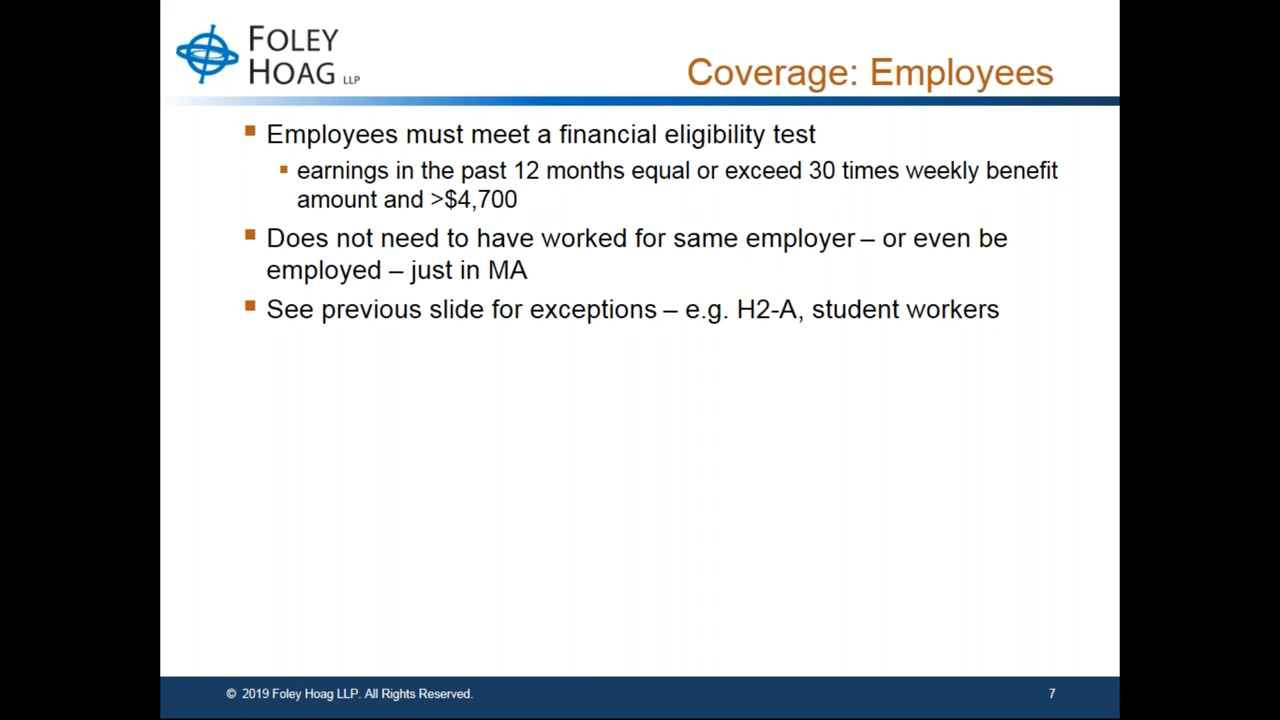 FOLEY
HOAG LLP
Coverage: Employees
Employees must meet a financial eligibility test
earnings in the past 12 months equal or exceed 30 times weekly benefit
amount and >$4,700
Does not need to have worked for same employer – or even be
employed – just in MA
See previous slide for exceptions – e.g. H2-A, student workers
© 2019 Foley Hoag LLP. All Rights Reserved.
7